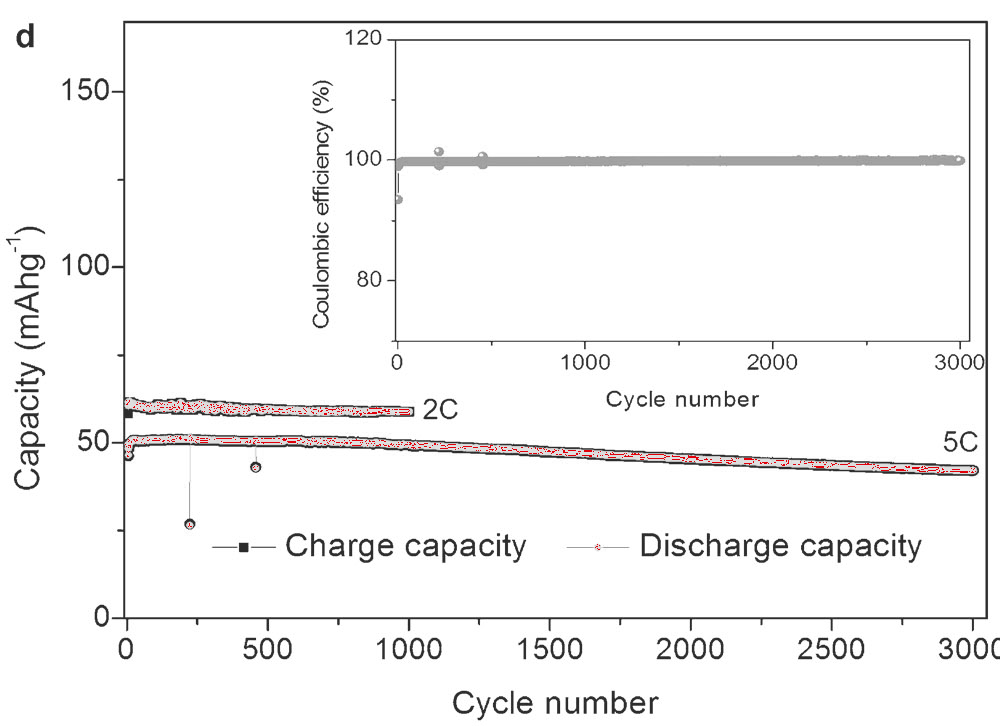 d
120
150
100
Coulombic efficiency (%)
80
100
0
1000
2000
3000
Cycle number
Capacity (mAhg-1)
2C
5C
50
Charge capacity
Discharge capacity
0
0
500
1000
1500
2000
2500
3000
Cycle number